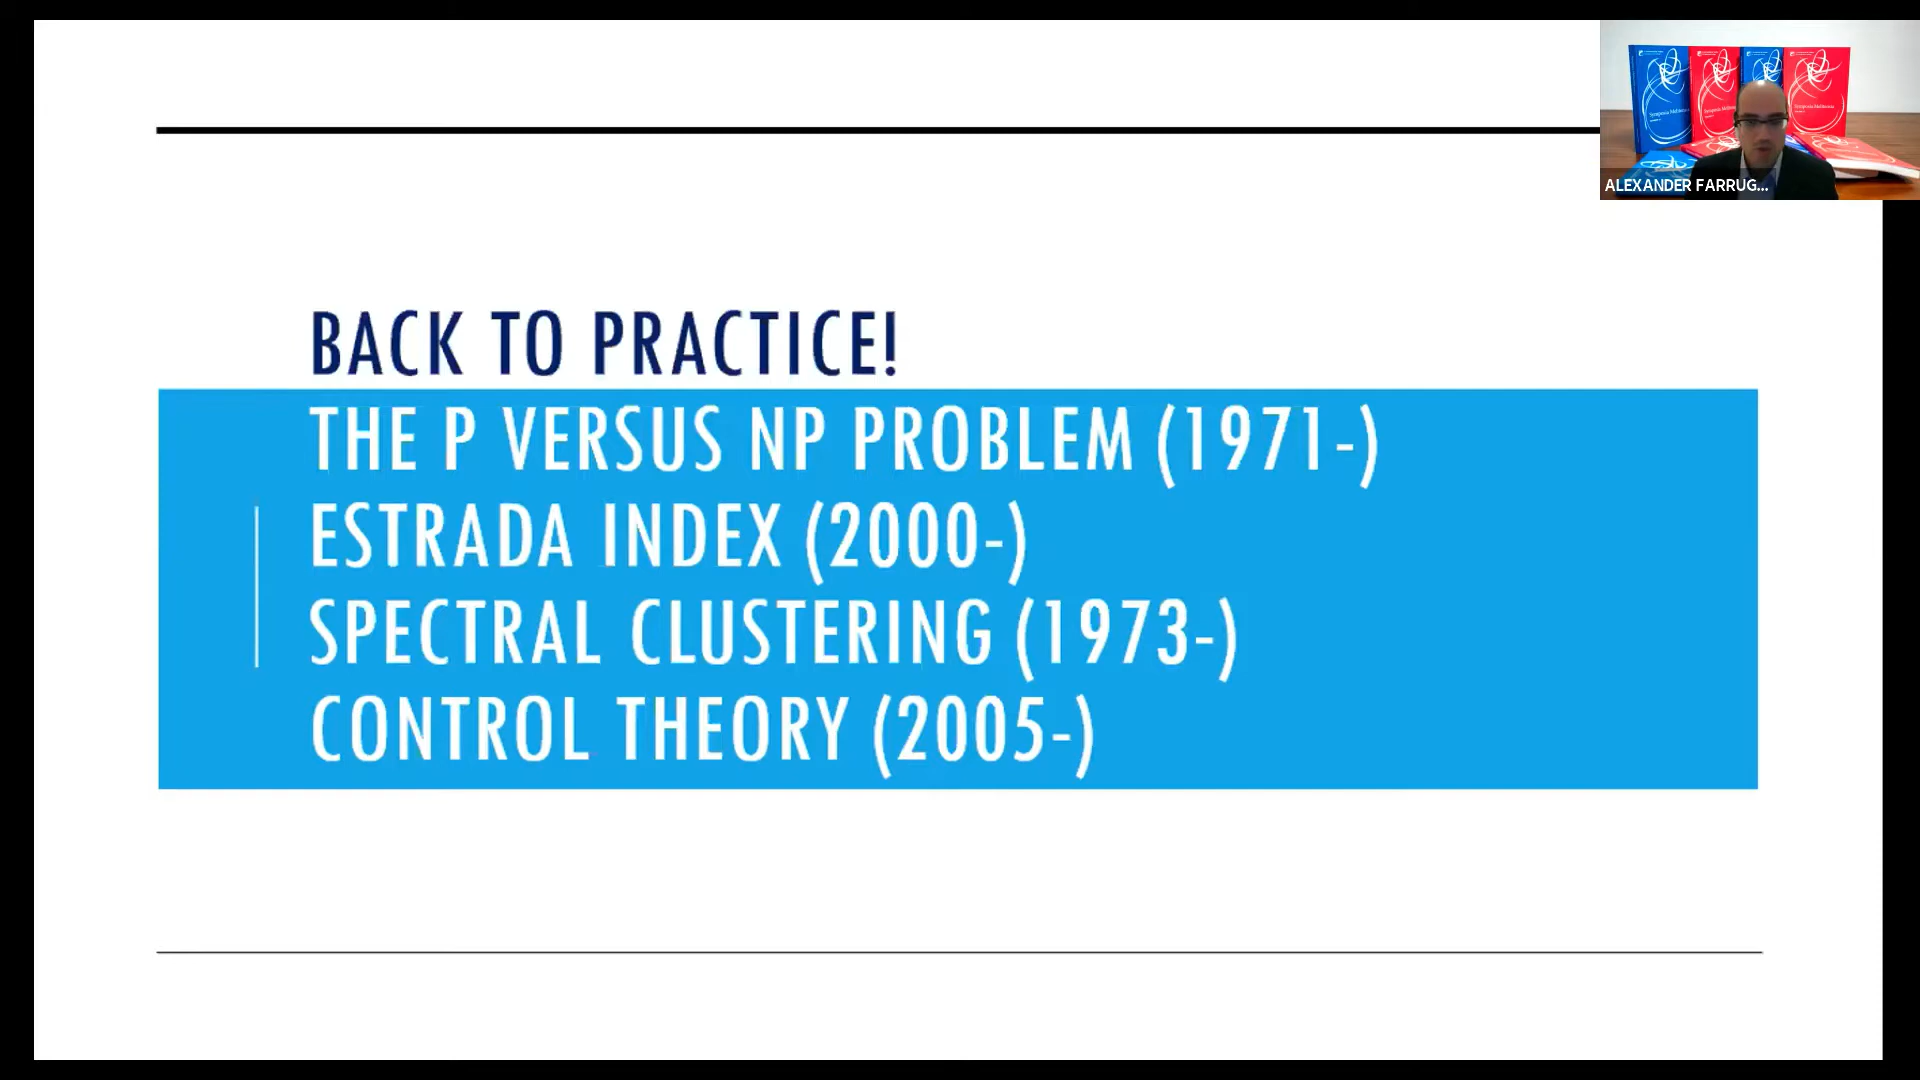 BACK TO PRACTICE!
THE P VERSUS NP PROBLEM (1971-)
ESTRADA INDEX (2000-)
SPECTRAL CLUSTERING (1973-)
CONTROL THEORY (2005-)
ALEXANDER FARRUG...